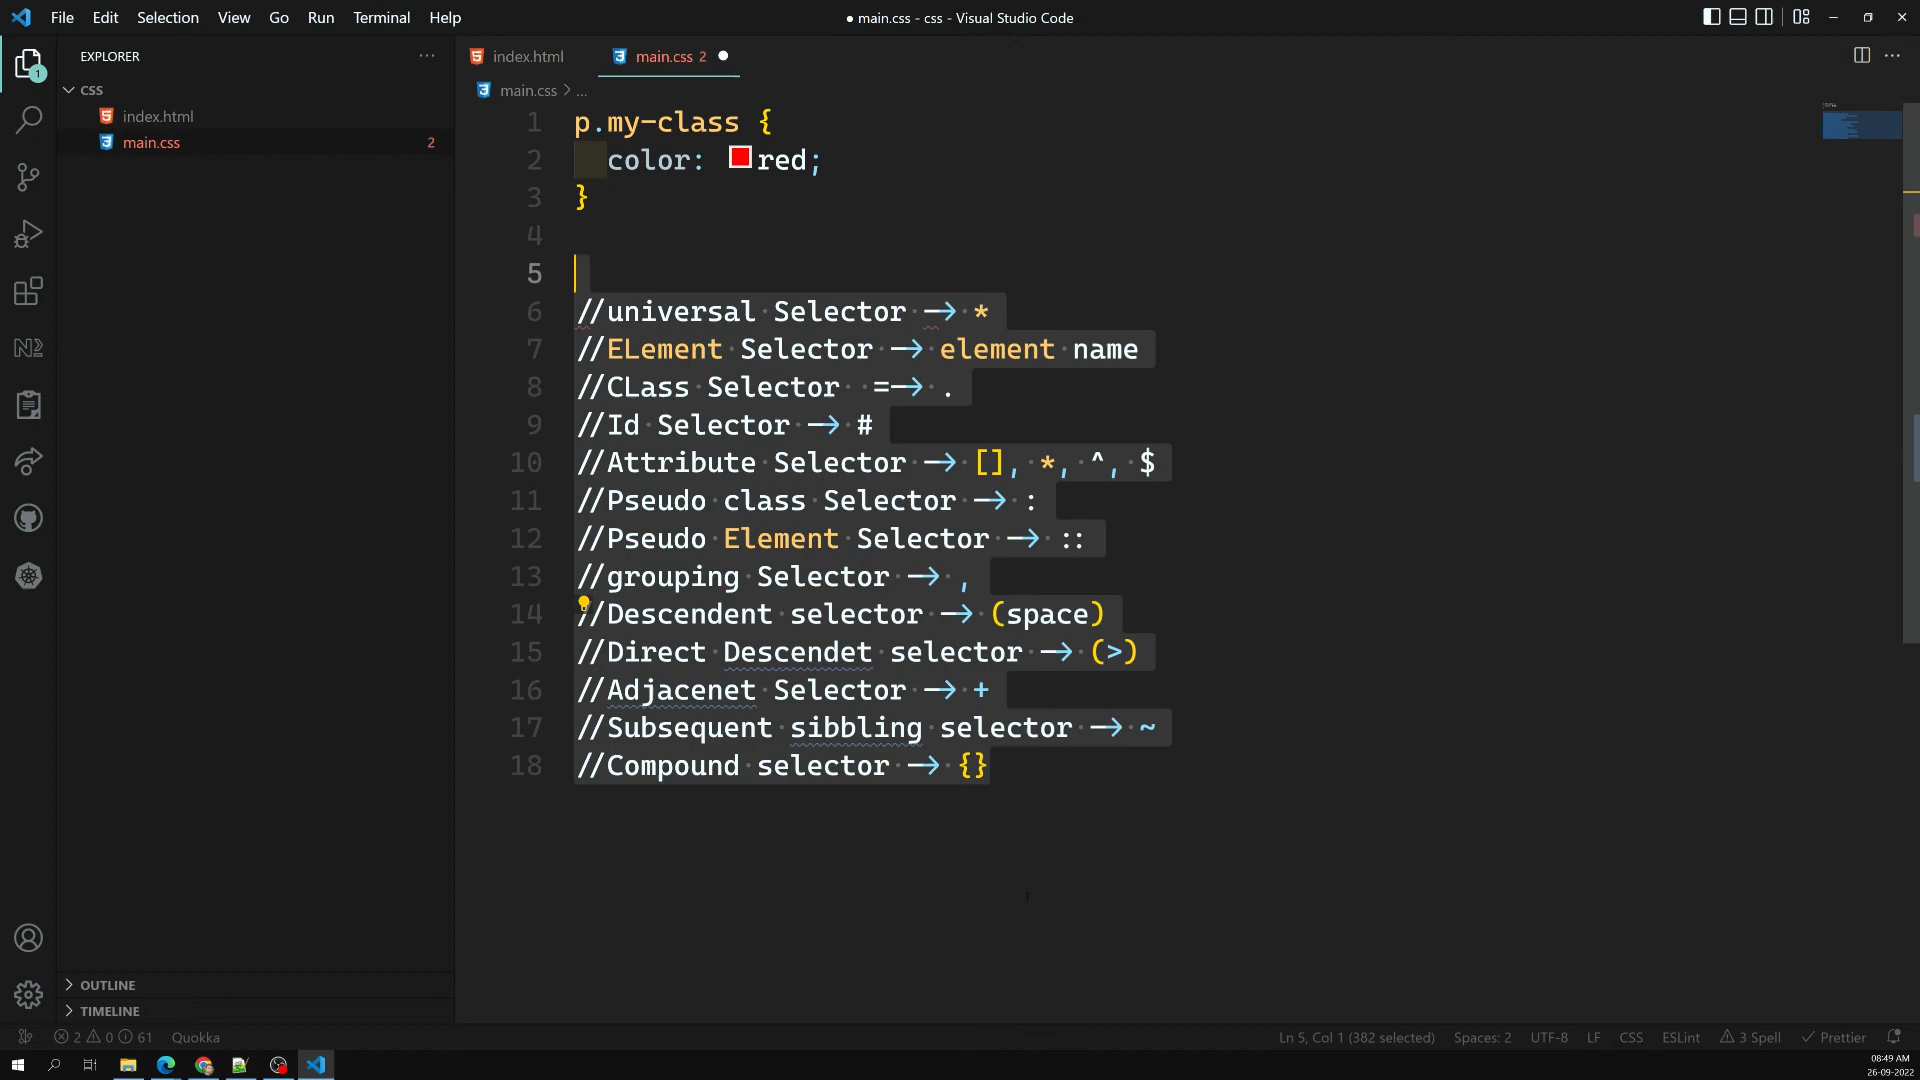 File Edit Selection View Go Run Terminal Help
● main.css - css - Visual Studio Code
EXPLORER
CSS
index.html
main.css 2
1
index.html
main.css 2
main.css > ...
1 p.my-class {
2 color: red;
3 }
4
5
6 //universal Selector --> *
7 //ELement Selector --> element name
8 //CLass Selector  =--> .
9 //Id Selector --> #
10 //Attribute Selector --> [], *, ^, $
11 //Pseudo class Selector --> :
12 //Pseudo Element Selector --> ::
13 //grouping Selector --> ,
14 //Descendent selector --> (space)
15 //Direct Descendet selector --> (>)
16 //Adjacenet Selector --> +
17 //Subsequent sibbling selector --> ~
18 //Compound selector --> {}
OUTLINE
TIMELINE
2 0 61 Quokka
Ln 5, Col 1 (382 selected) Spaces: 2 UTF-8 LF CSS ESLint 3 Spell Prettier
08:49 AM
26-09-2022